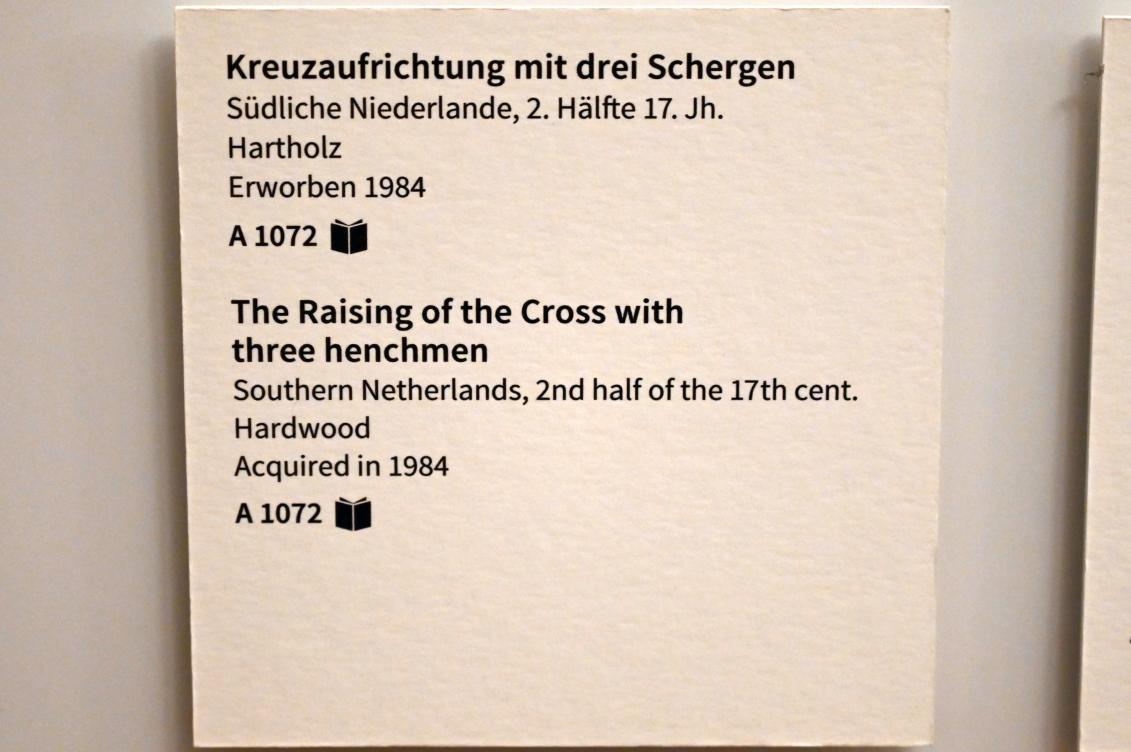 Kreuzaufrichtung mit drei Schergen
Südliche Niederlande, 2. Hälfte 17. Jh.
Hartholz
Erworben 1984
A 1072
The Raising of the Cross with
three henchmen
Southern Netherlands, 2nd half of the 17th cent.
Hardwood
Acquired in 1984
A 1072